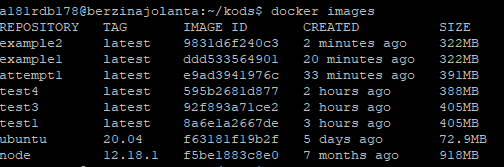 a181rdb178@berzinajolanta:~/kods$ docker images
REPOSITORY TAG IMAGE ID CREATED SIZE
example2 latest 9831d6f240c3 2 minutes ago 322MB
example1 latest ddd533564901 20 minutes ago 322MB
attempt1 latest e9ad3941976c 33 minutes ago 391MB
test4 latest 595b2681d877 2 hours ago 388MB
test3 latest 92f893a71ce2 2 hours ago 405MB
test1 latest 8a6e1a2667de 3 hours ago 405MB
ubuntu 20.04 f63181f19b2f 5 days ago 72.9MB
node 12.18.1 f5be1883c8e0 7 months ago 918MB